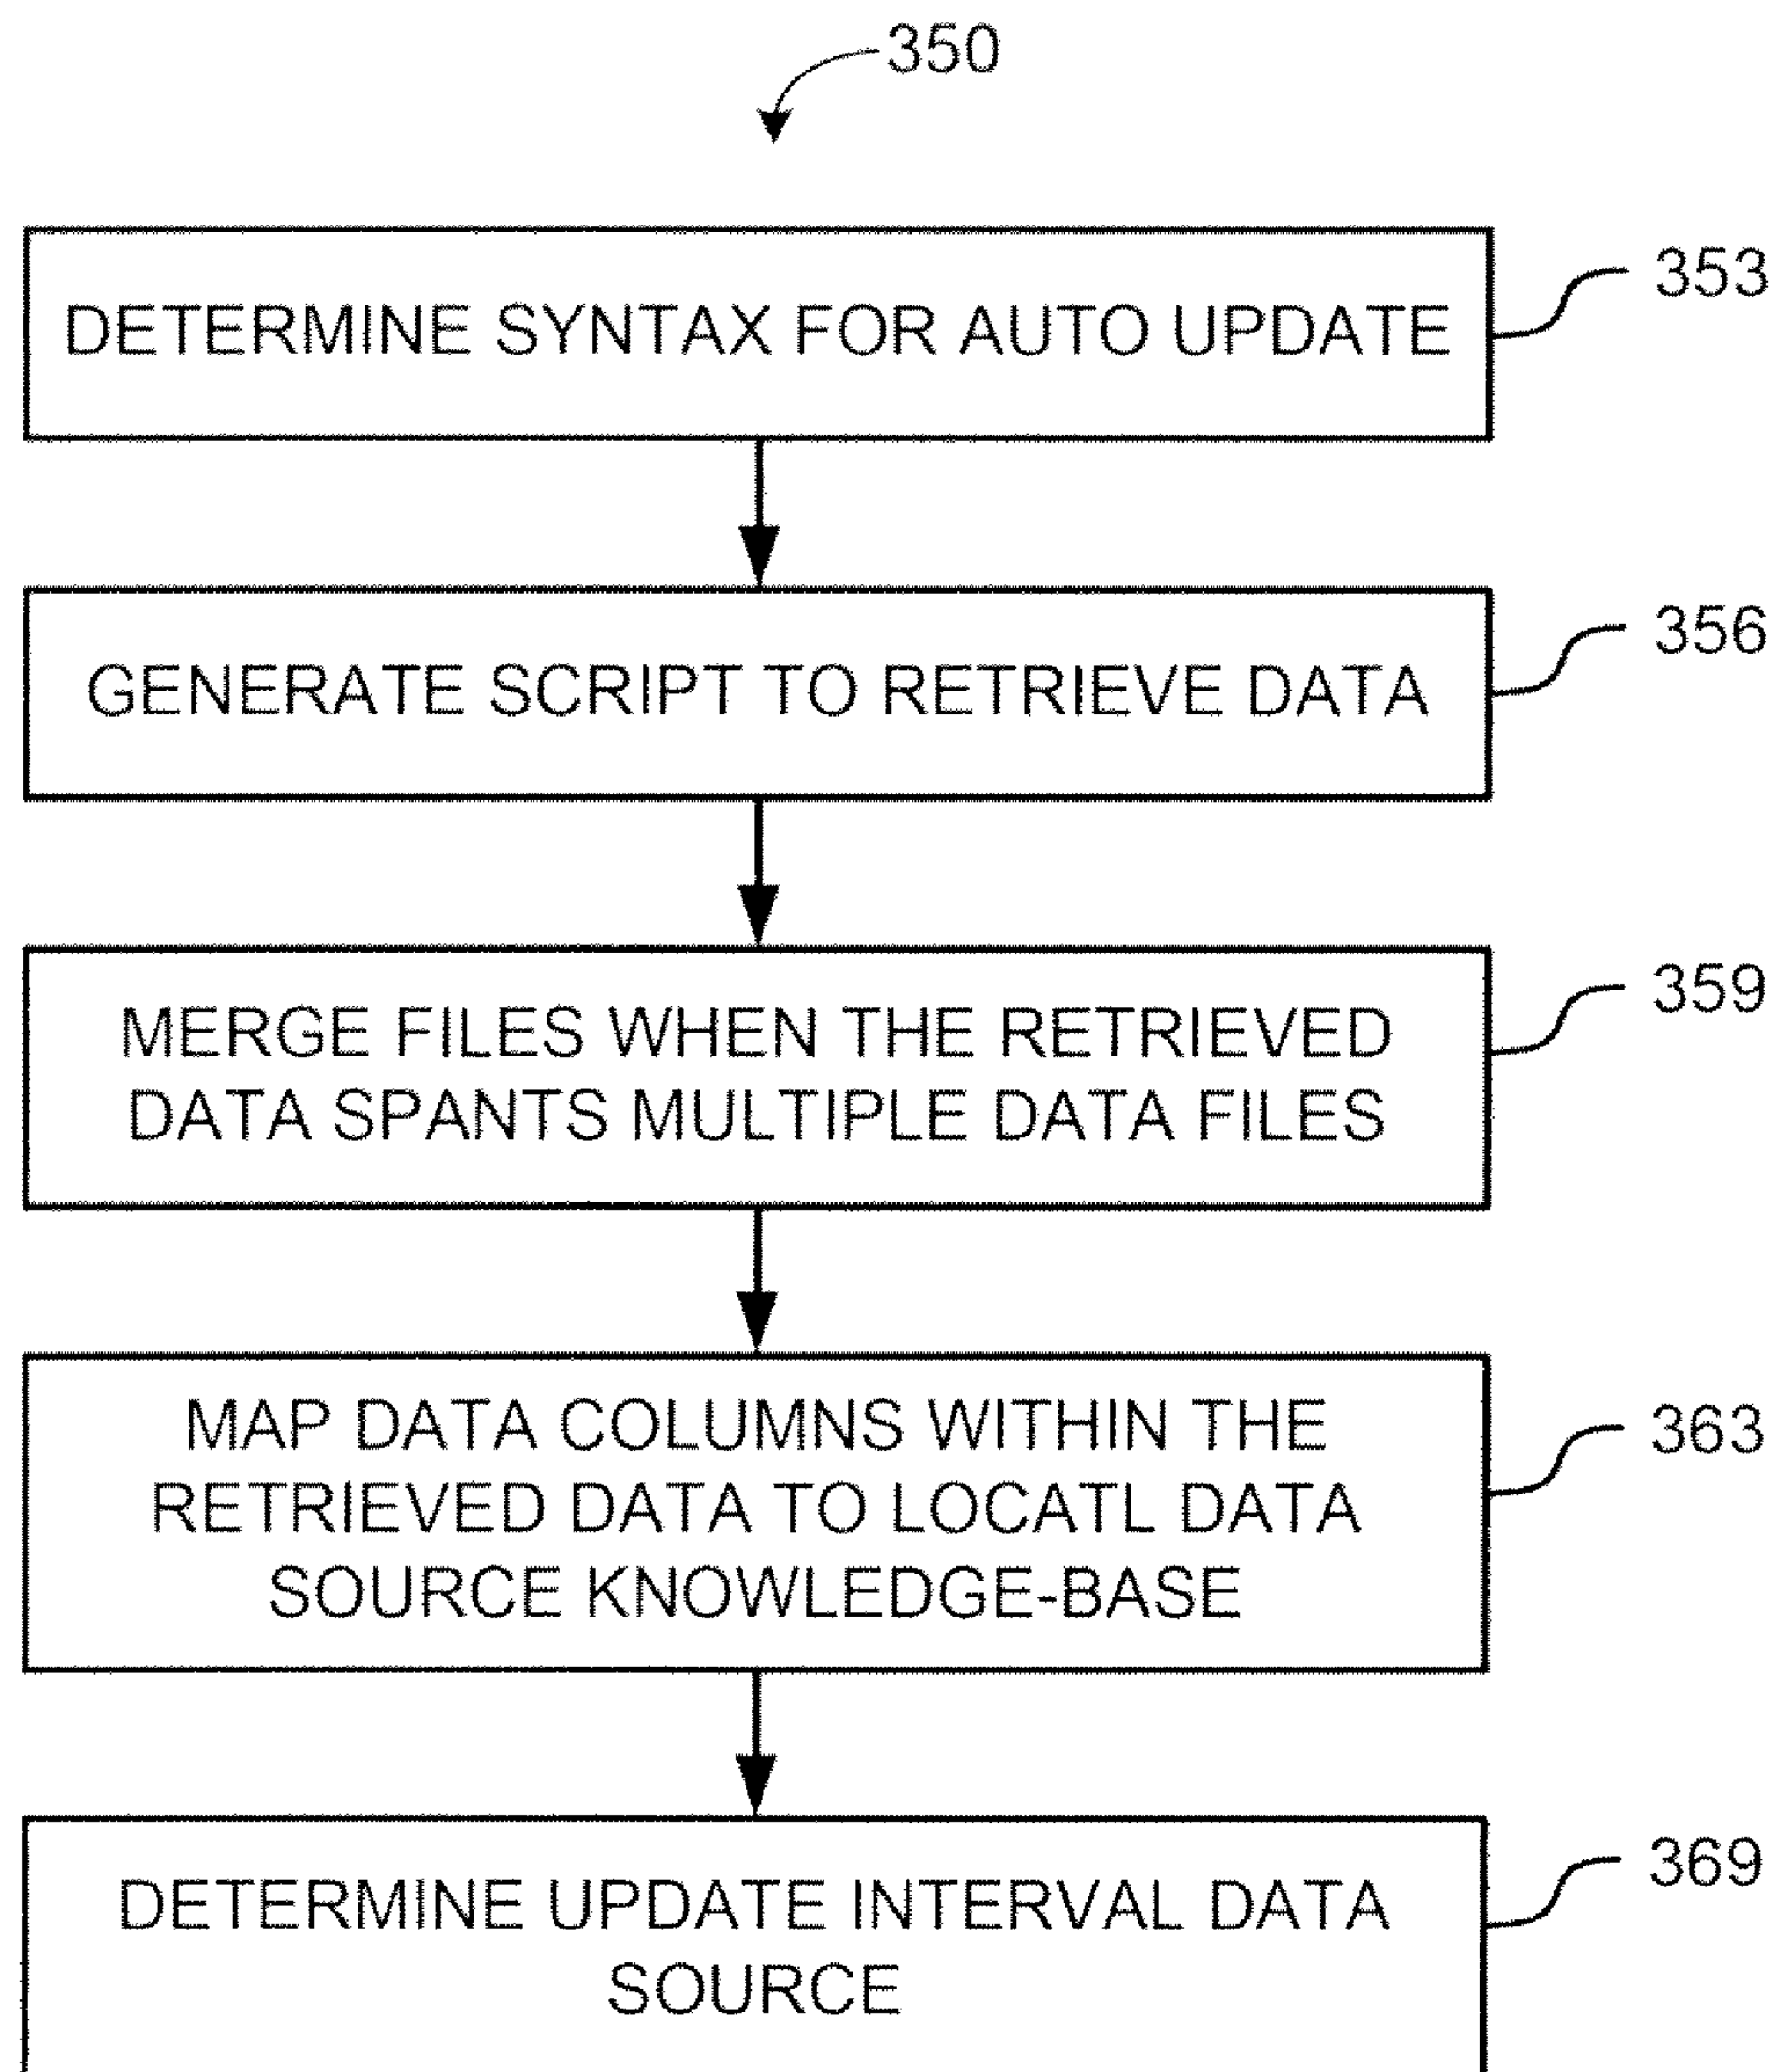 350
DETERMINE SYNTAX FOR AUTO UPDATE
353
GENERATE SCRIPT TO RETRIEVE DATA
356
MERGE FILES WHEN THE RETRIEVED
DATA SPANTS MULTIPLE DATA FILES
359
MAP DATA COLUMNS WITHIN THE
RETRIEVED DATA TO LOCATL DATA
SOURCE KNOWLEDGE-BASE
363
DETERMINE UPDATE INTERVAL DATA
SOURCE
369